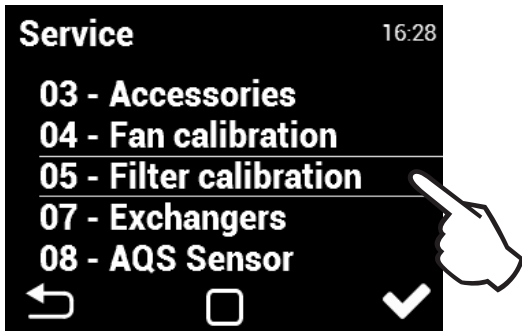 Service
16:28
03 - Accessories
04 - Fan calibration
05 - Filter calibration
07 - Exchangers
08 - AQS Sensor